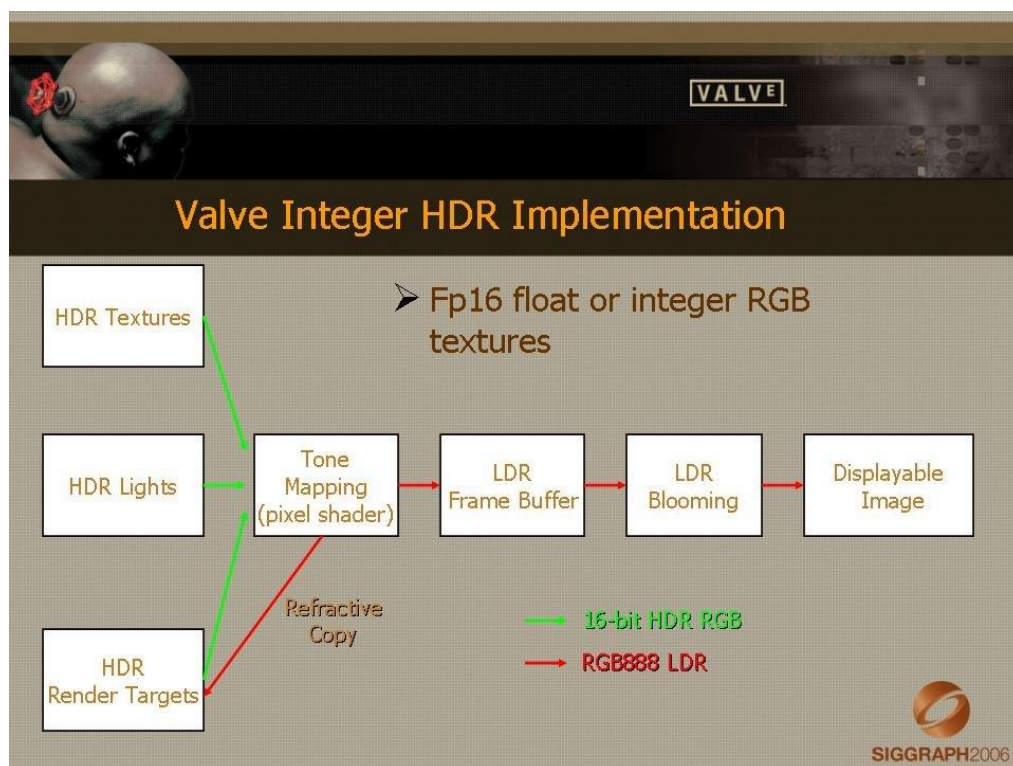 VALVE
Valve Integer HDR Implementation
➢ Fp16 float or integer RGB
textures
HDR Textures
HDR Lights
Tone
Mapping
(pixel shader)
LDR
Frame Buffer
LDR
Blooming
Displayable
Image
Refractive
Copy
HDR
Render Targets
16-bit HDR RGB
RGB888 LDR
SIGGRAPH2006